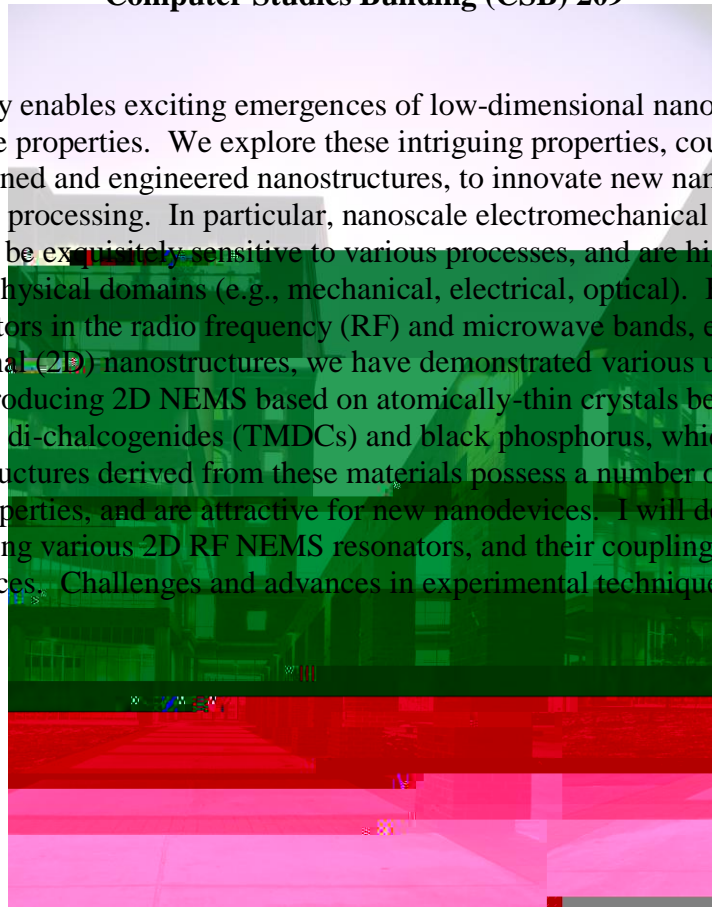 Computer Studies Building (CSB) 209
y enables exciting emergences of low-dimensional nano
e properties. We explore these intriguing properties, cou
ned and engineered nanostructures, to innovate new nan
processing. In particular, nanoscale electromechanical
be exquisitely sensitive to various processes, and are hi
hysical domains (e.g., mechanical, electrical, optical).
tors in the radio frequency (RF) and microwave bands, e
nal (2D) nanostructures, we have demonstrated various u
roducing 2D NEMS based on atomically-thin crystals be
di-chalcogenides (TMDCs) and black phosphorus, whic
uctures derived from these materials possess a number o
perties, and are attractive for new nanodevices. I will de
ng various 2D RF NEMS resonators, and their coupling
ces. Challenges and advances in experimental technique